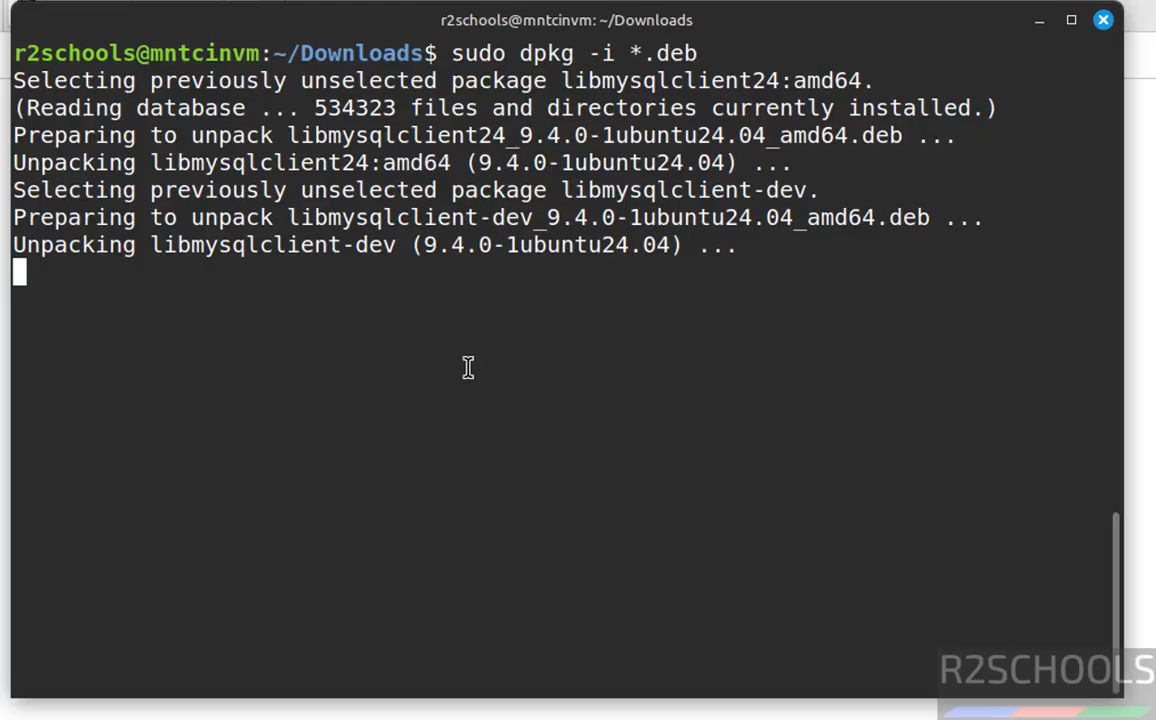 r2schools@mntcinvm: ~/Downloads
r2schools@mntcinvm:~/Downloads$ sudo dpkg -i *.deb
Selecting previously unselected package libmysqlclient24:amd64.
(Reading database ... 534323 files and directories currently installed.)
Preparing to unpack libmysqlclient24_9.4.0-1ubuntu24.04_amd64.deb ...
Unpacking libmysqlclient24:amd64 (9.4.0-1ubuntu24.04) ...
Selecting previously unselected package libmysqlclient-dev.
Preparing to unpack libmysqlclient-dev_9.4.0-1ubuntu24.04_amd64.deb ...
Unpacking libmysqlclient-dev (9.4.0-1ubuntu24.04) ...
R2SCHOOLS